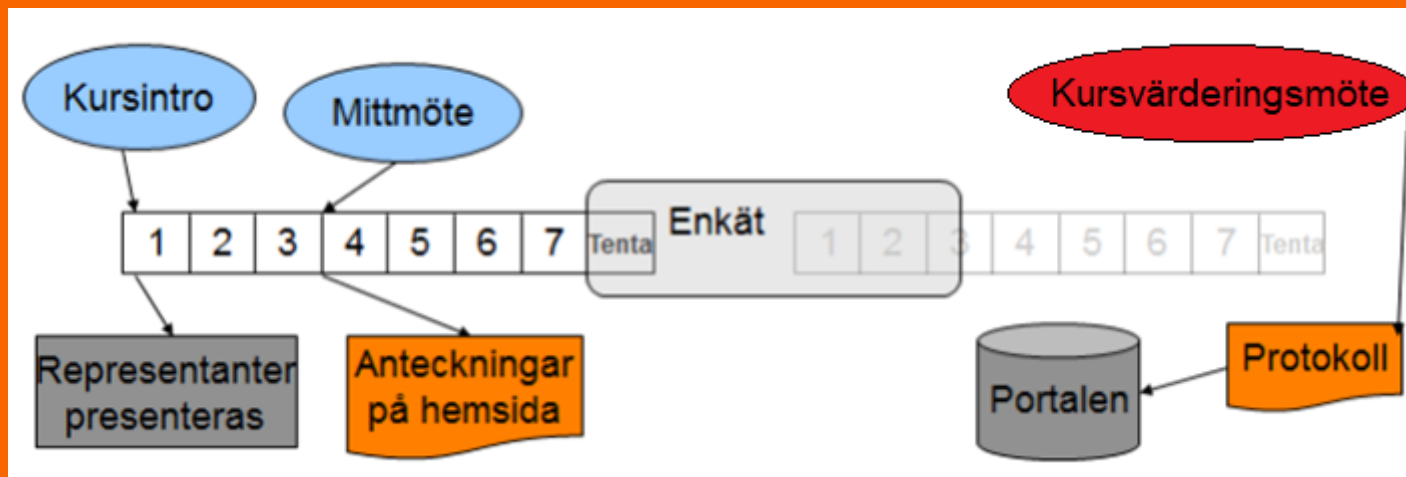 Kursintro
Mittmöte
Kursvärderingsmöte
1 2 3 4 5 6 7 Tenta
Enkät
1 2 3 4 5 6 7 Tenta
Representanter
presenteras
Anteckningar
på hemsida
Portalen
Protokoll